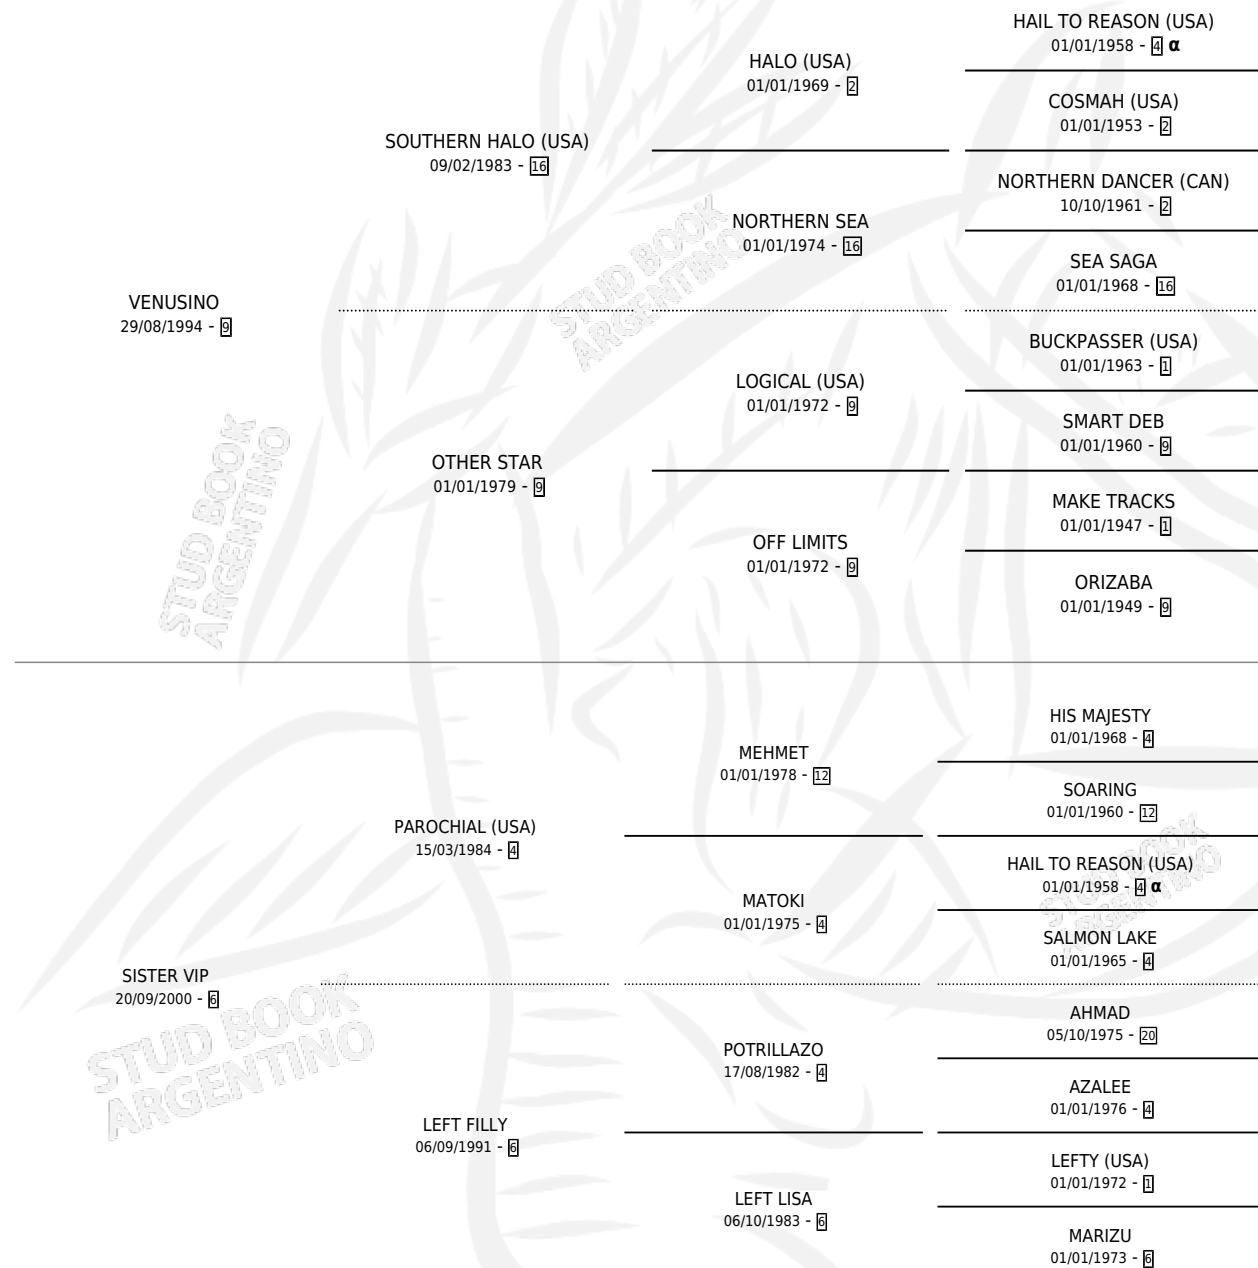 HAIL TO REASON (USA)
01/01/1958 - 4 α
HALO (USA)
01/01/1969 - 2
COSMAH (USA)
01/01/1953 - 2
SOUTHERN HALO (USA)
09/02/1983 - 16
NORTHERN DANCER (CAN)
10/10/1961 - 2
NORTHERN SEA
01/01/1974 - 16
SEA SAGA
01/01/1968 - 16
VENUSINO
29/08/1994 - 9
BUCKPASSER (USA)
01/01/1963 - 1
LOGICAL (USA)
01/01/1972 - 9
SMART DEB
01/01/1960 - 9
OTHER STAR
01/01/1979 - 9
MAKE TRACKS
01/01/1947 - 1
OFF LIMITS
01/01/1972 - 9
ORIZABA
01/01/1949 - 9
HIS MAJESTY
01/01/1968 - 4
MEHMET
01/01/1978 - 12
SOARING
01/01/1960 - 12
PAROCHIAL (USA)
15/03/1984 - 4
HAIL TO REASON (USA)
01/01/1958 - 4 α
MATOKI
01/01/1975 - 4
SALMON LAKE
01/01/1965 - 4
SISTER VIP
20/09/2000 - 6
AHMAD
05/10/1975 - 20
POTRILLAZO
17/08/1982 - 4
AZALEE
01/01/1976 - 4
LEFT FILLY
06/09/1991 - 6
LEFTY (USA)
01/01/1972 - 1
LEFT LISA
06/10/1983 - 6
MARIZU
01/01/1973 - 6
STUD BOOK
ARGENTINO
STUD BOOK
ARGENTINO
STUD BOOK
ARGENTINO
STUD BOOK
ARGENTINO